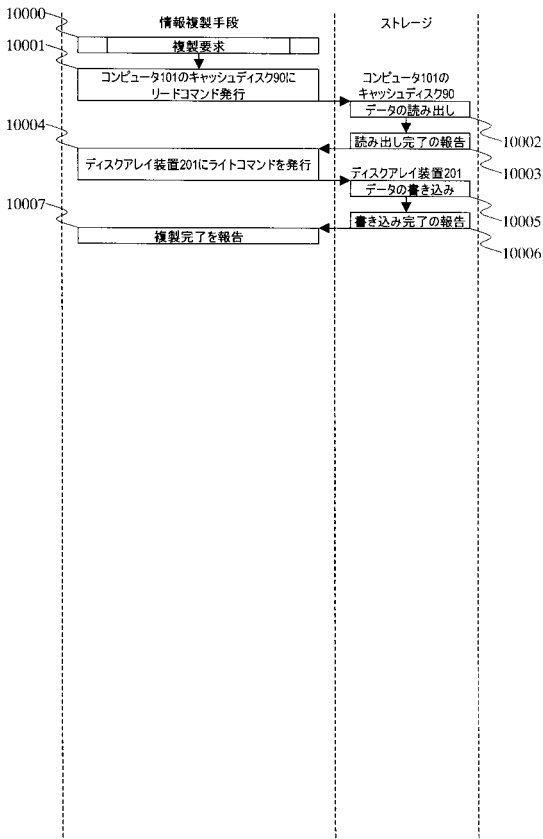 10000
情報複製手段
ストレージ
複製要求
10001
コンピュータ101のキャッシュディスク90に
リードコマンド発行
コンピュータ101の
キャッシュディスク90
データの読み出し
10002
読み出し完了の報告
10003
10004
ディスクアレイ装置201にライトコマンドを発行
ディスクアレイ装置201
データの書き込み
10005
書き込み完了の報告
10006
10007
複製完了を報告